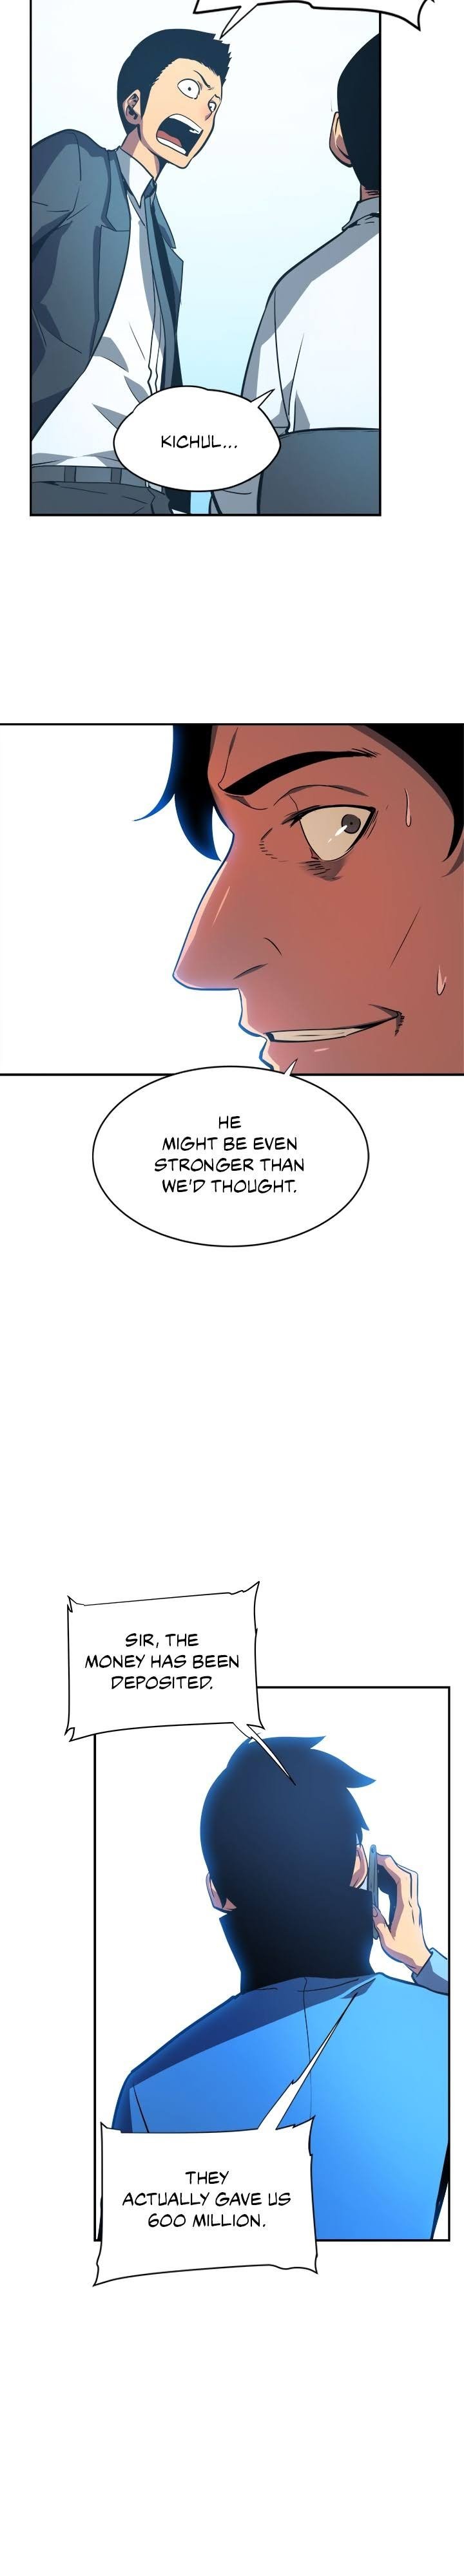 KICHUL...
HE
MIGHT BE EVEN
STRONGER THAN
WE'D THOUGHT.
SIR, THE
MONEY HAS BEEN
DEPOSITED.
THEY
ACTUALLY GAVE US
600 MILLION.